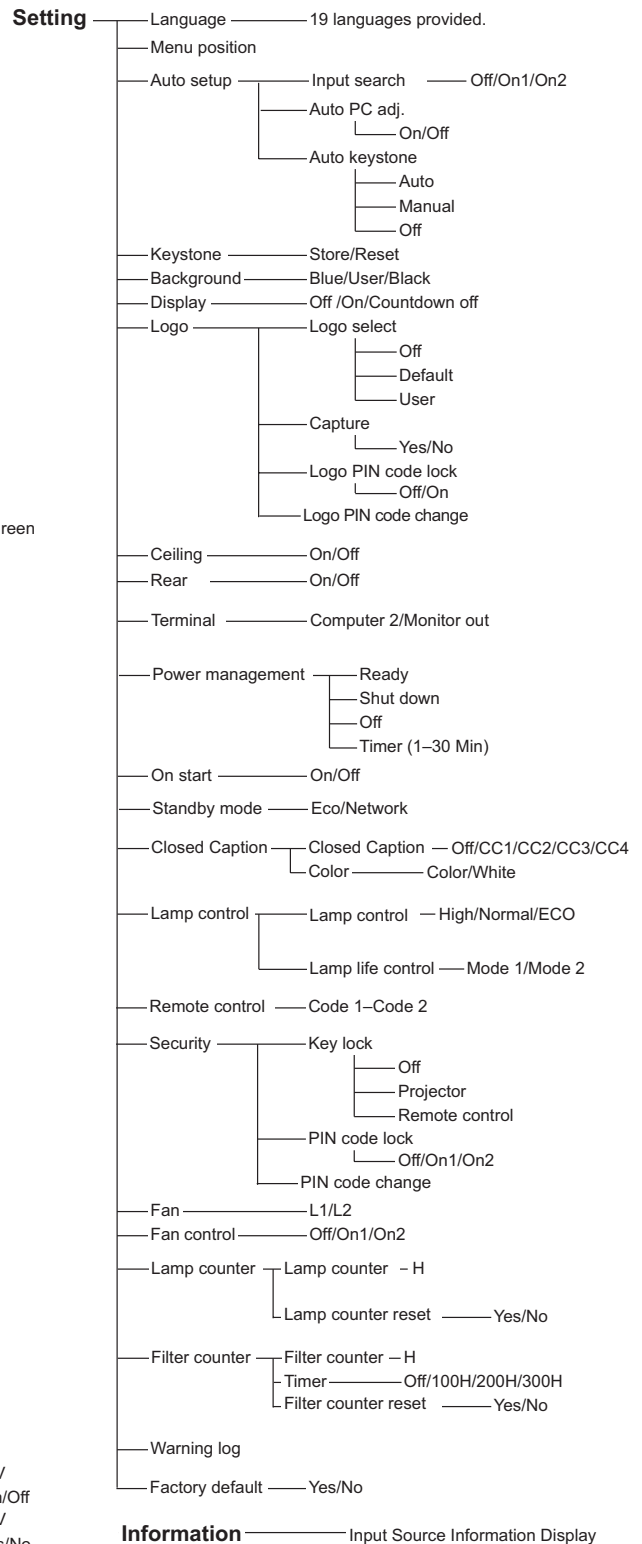 Setting Language 19 languages provided.
Menu position
Auto setup Input search Off/On1/On2
Auto PC adj.
On/Off
Auto keystone
Auto
Manual
Off
Keystone Store/Reset
Background Blue/User/Black
Display Off /On/Countdown off
Logo Logo select
Off
Default
User
Capture
Yes/No
Logo PIN code lock
Off/On
Logo PIN code change
reen
Ceiling On/Off
Rear On/Off
Terminal Computer 2/Monitor out
Power management Ready
Shut down
Off
Timer (1–30 Min)
On start On/Off
Standby mode Eco/Network
Closed Caption Closed Caption Off/CC1/CC2/CC3/CC4
Color Color/White
Lamp control Lamp control High/Normal/ECO
Lamp life control Mode 1/Mode 2
Remote control Code 1–Code 2
Security Key lock
Off
Projector
Remote control
PIN code lock
Off/On1/On2
PIN code change
Fan L1/L2
Fan control Off/On1/On2
Lamp counter Lamp counter H
Lamp counter reset Yes/No
Filter counter Filter counter H
Timer Off/100H/200H/300H
Filter counter reset Yes/No
Warning log
/Off
Factory default Yes/No
Information Input Source Information Display